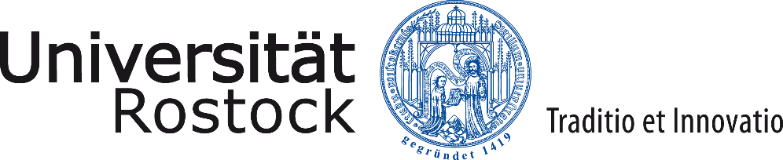 Universität
Rostock
gegründet 1419
Traditio et Innovatio